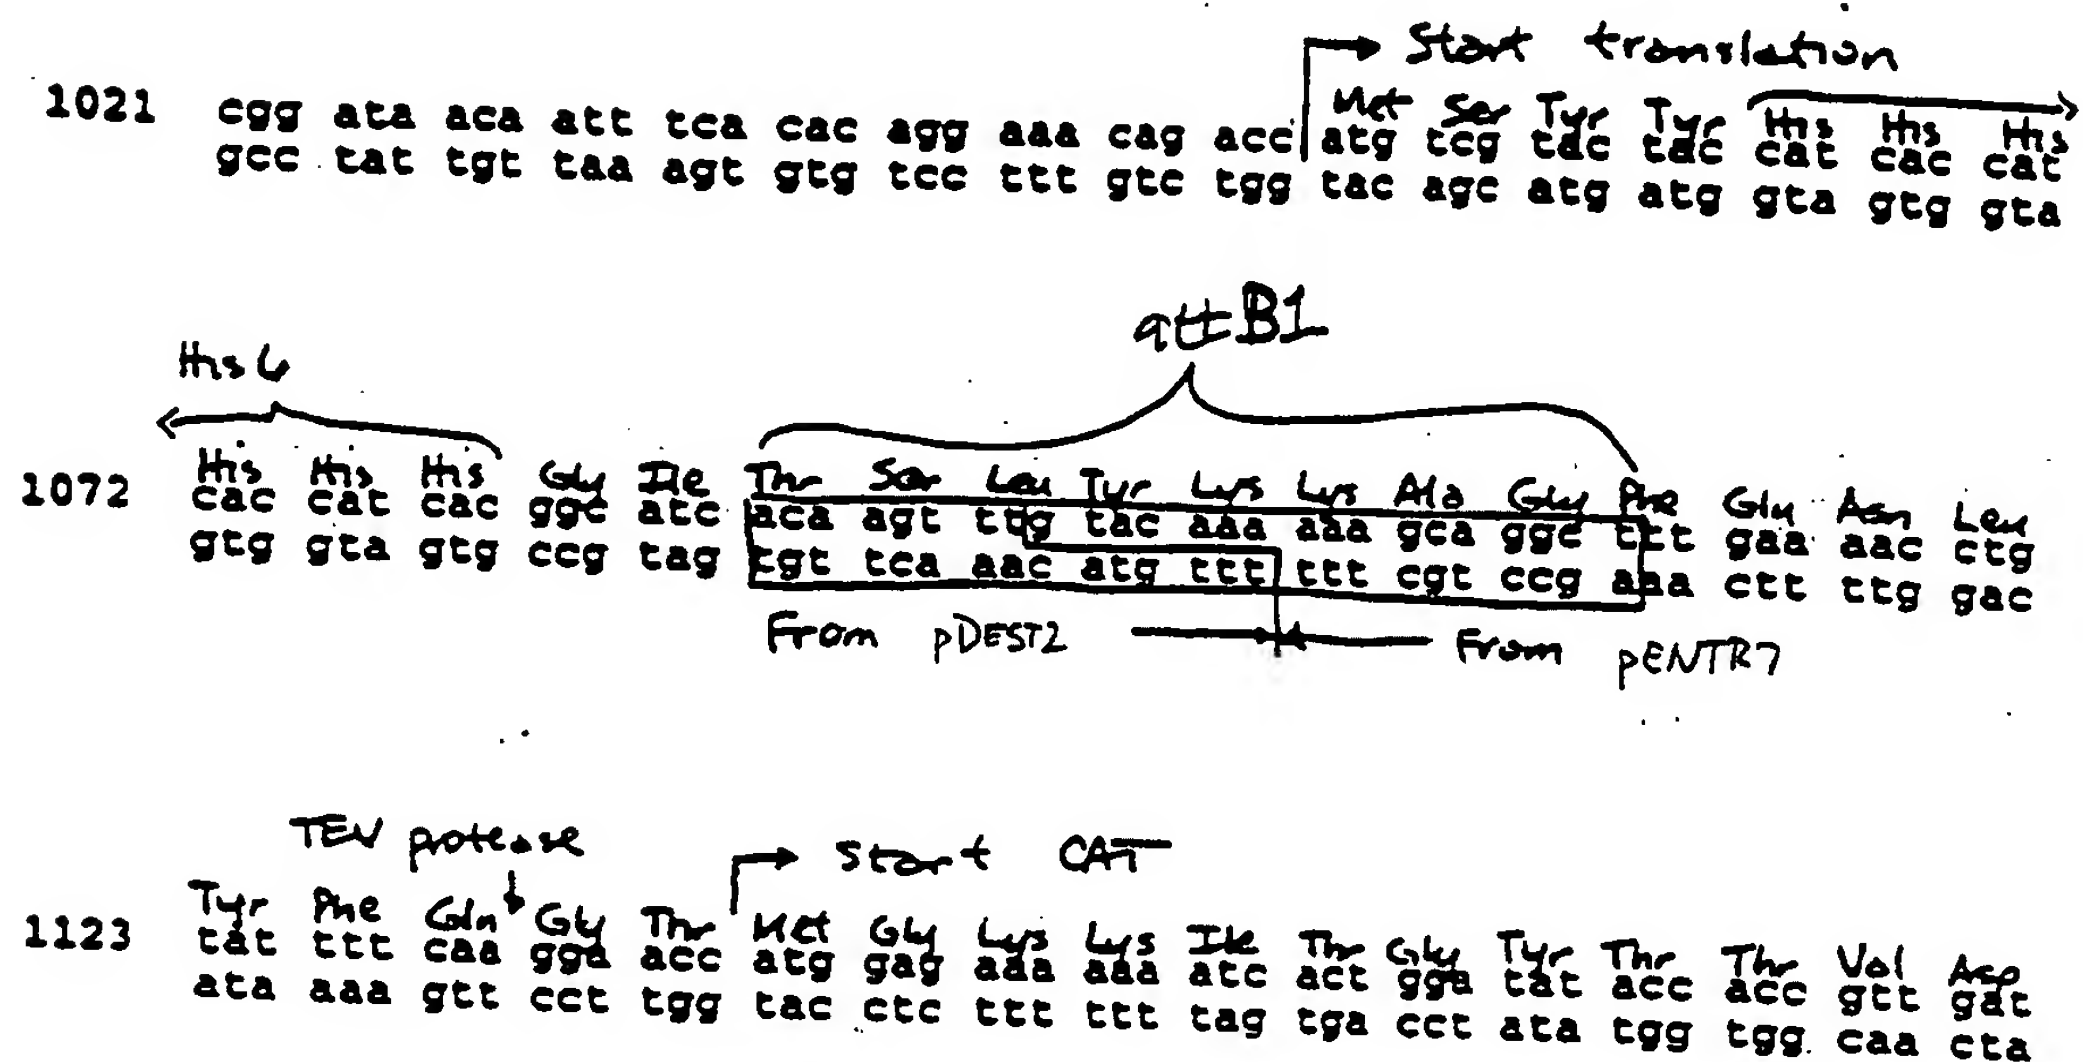 Start translation
Met Ser Tyr Tyr His His His
1021 cgg ata aca att tca cac agg aaa cag acc atg tcg tac tac cat cac cat
gcc tat tgt taa agt gtg tcc ttt gtc tgg tac agc atg atg gta gtg gta
attB1
His6
His His His Gly Ile Thr Ser Leu Tyr Lys Lys Ala Gly Phe Glu Asn Leu
1072 cac cat cac ggc atc aca agt ttg tac aaa aaa gca ggc ttt gaa aac ctg
gtg gta gtg ccg tag tgt tca aac atg ttt ttt cgt ccg aaa ctt ttg gac
From pDEST2 From pENTR7
TEV protease Start CAT
Tyr Phe Gln Gly Thr Met Gly Lys Lys Ile Thr Gly Tyr Thr Thr Val Asp
1123 tat ttt caa gga acc atg gag aaa aaa atc act gga tat acc acc gtt gat
ata aaa gtt cct tgg tac ctc ttt ttt tag tga cct ata tgg tgg caa cta